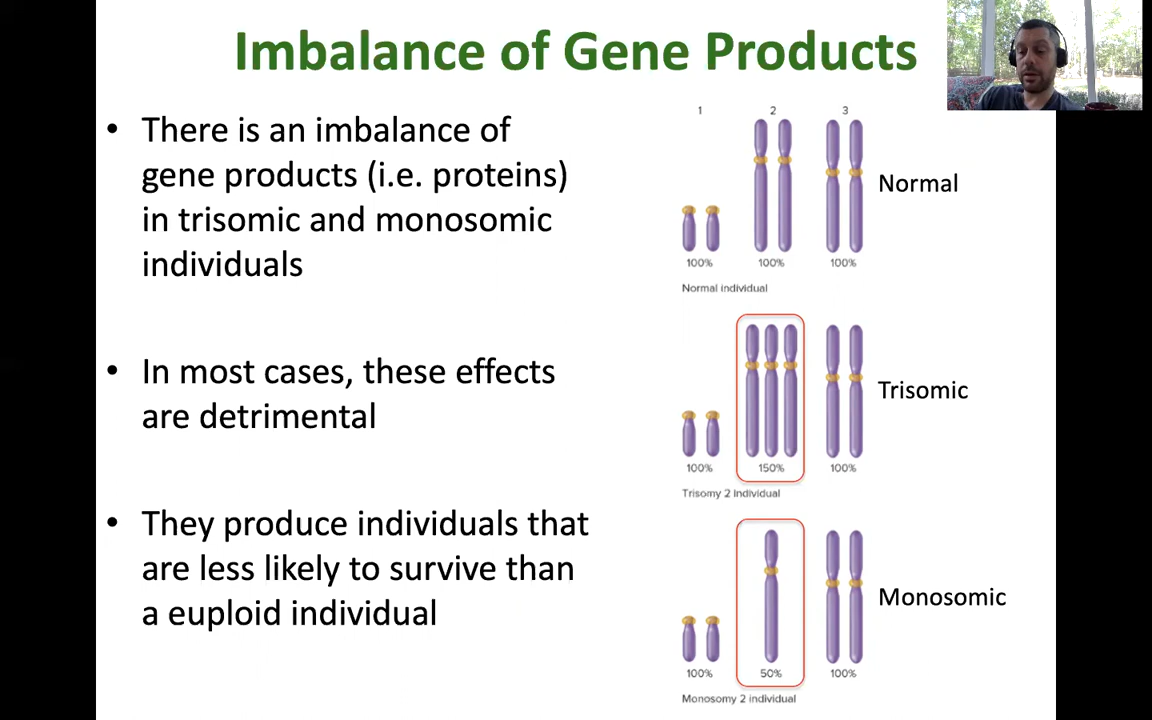 Imbalance of Gene Products
• There is an imbalance of
gene products (i.e. proteins)
in trisomic and monosomic
individuals
• In most cases, these effects
are detrimental
• They produce individuals that
are less likely to survive than
a euploid individual
1 2 3
Normal
100% 100% 100%
Normal individual
Trisomic
100% 150% 100%
Trisomy 2 Individual
Monosomic
100% 50% 100%
Monosomy 2 individual